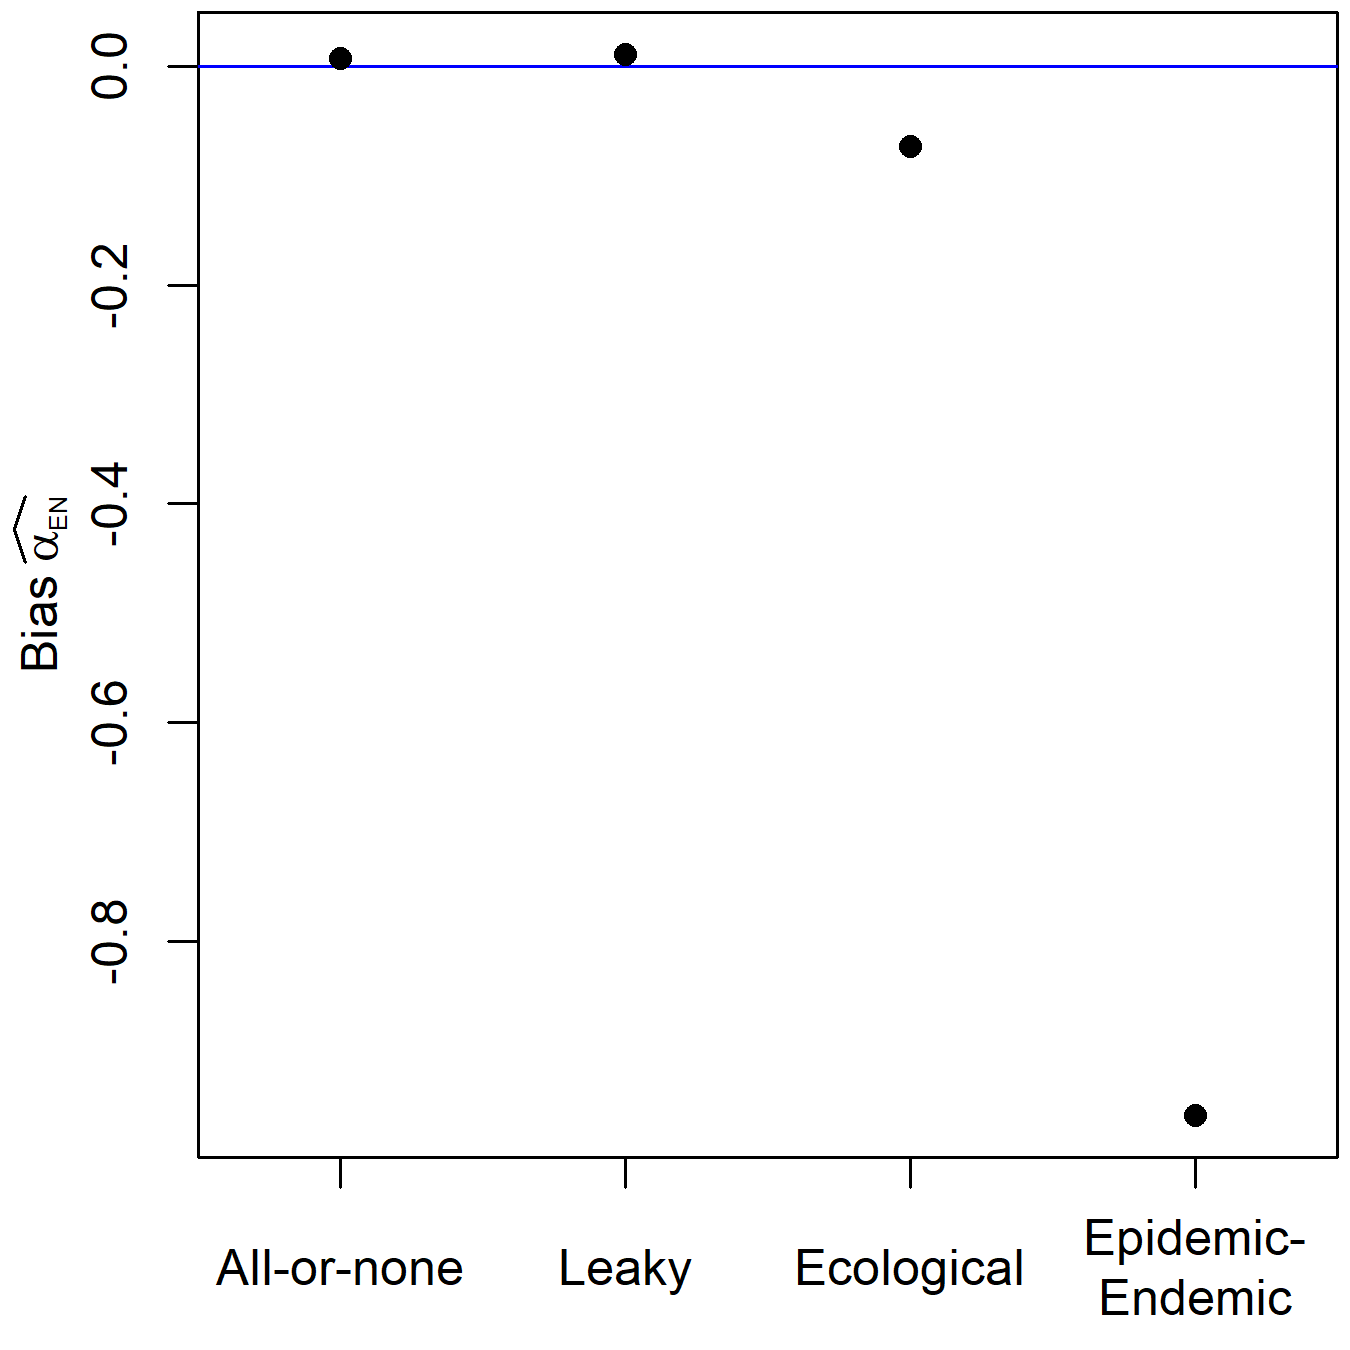 0.0
-0.2
-0.4
-0.6
-0.8
Bias α̂EN
All-or-none
Leaky
Ecological
Epidemic-
Endemic